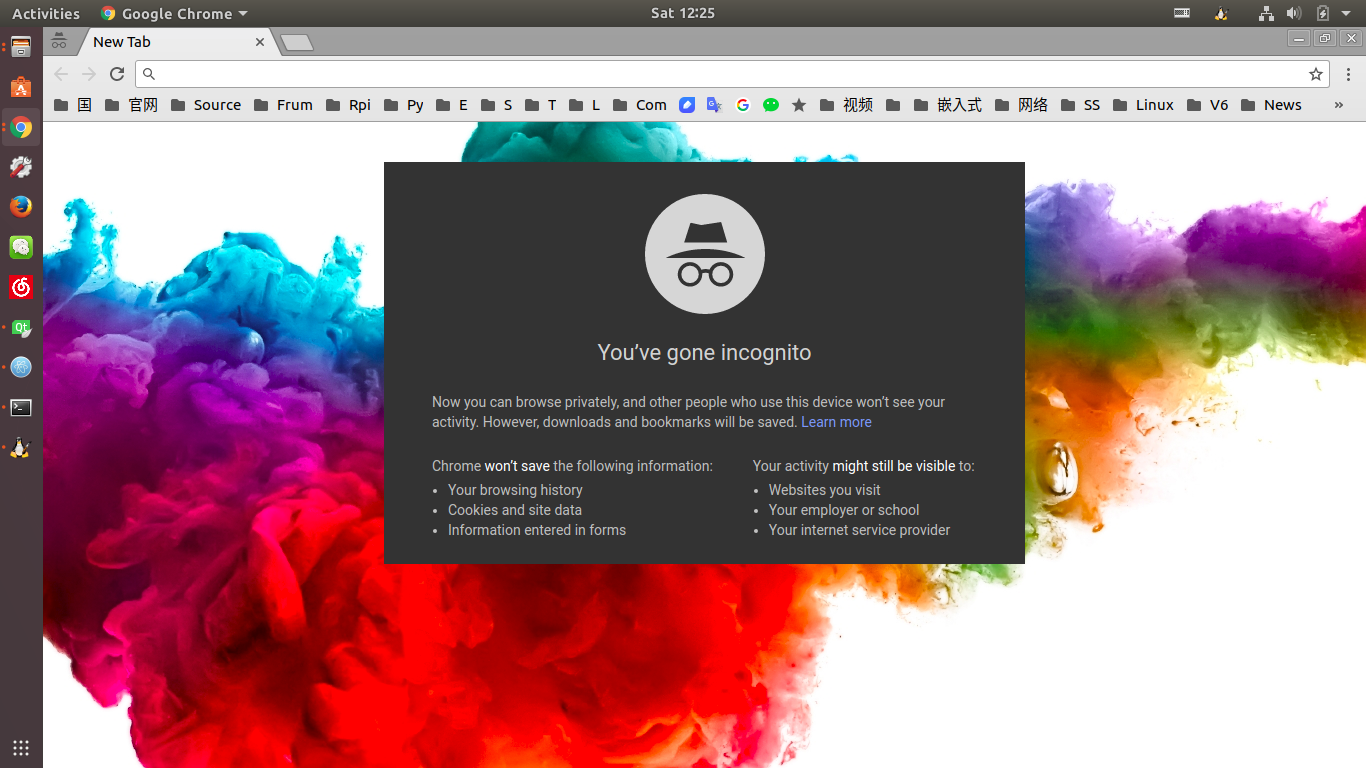 Activities Google Chrome Sat 12:25
New Tab
国 官网 Source Frum Rpi Py E S T L Com 视频 嵌入式 网络 SS Linux V6 News »
You've gone incognito
Now you can browse privately, and other people who use this device won't see your
activity. However, downloads and bookmarks will be saved. Learn more
Chrome won't save the following information:
Your browsing history
Cookies and site data
Information entered in forms
Your activity might still be visible to:
Websites you visit
Your employer or school
Your internet service provider